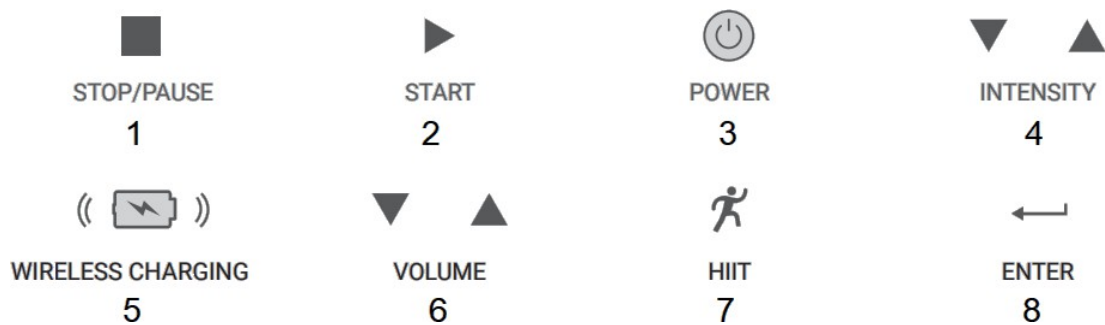 STOP/PAUSE START POWER INTENSITY
1 2 3 4
WIRELESS CHARGING VOLUME HIIT ENTER
5 6 7 8